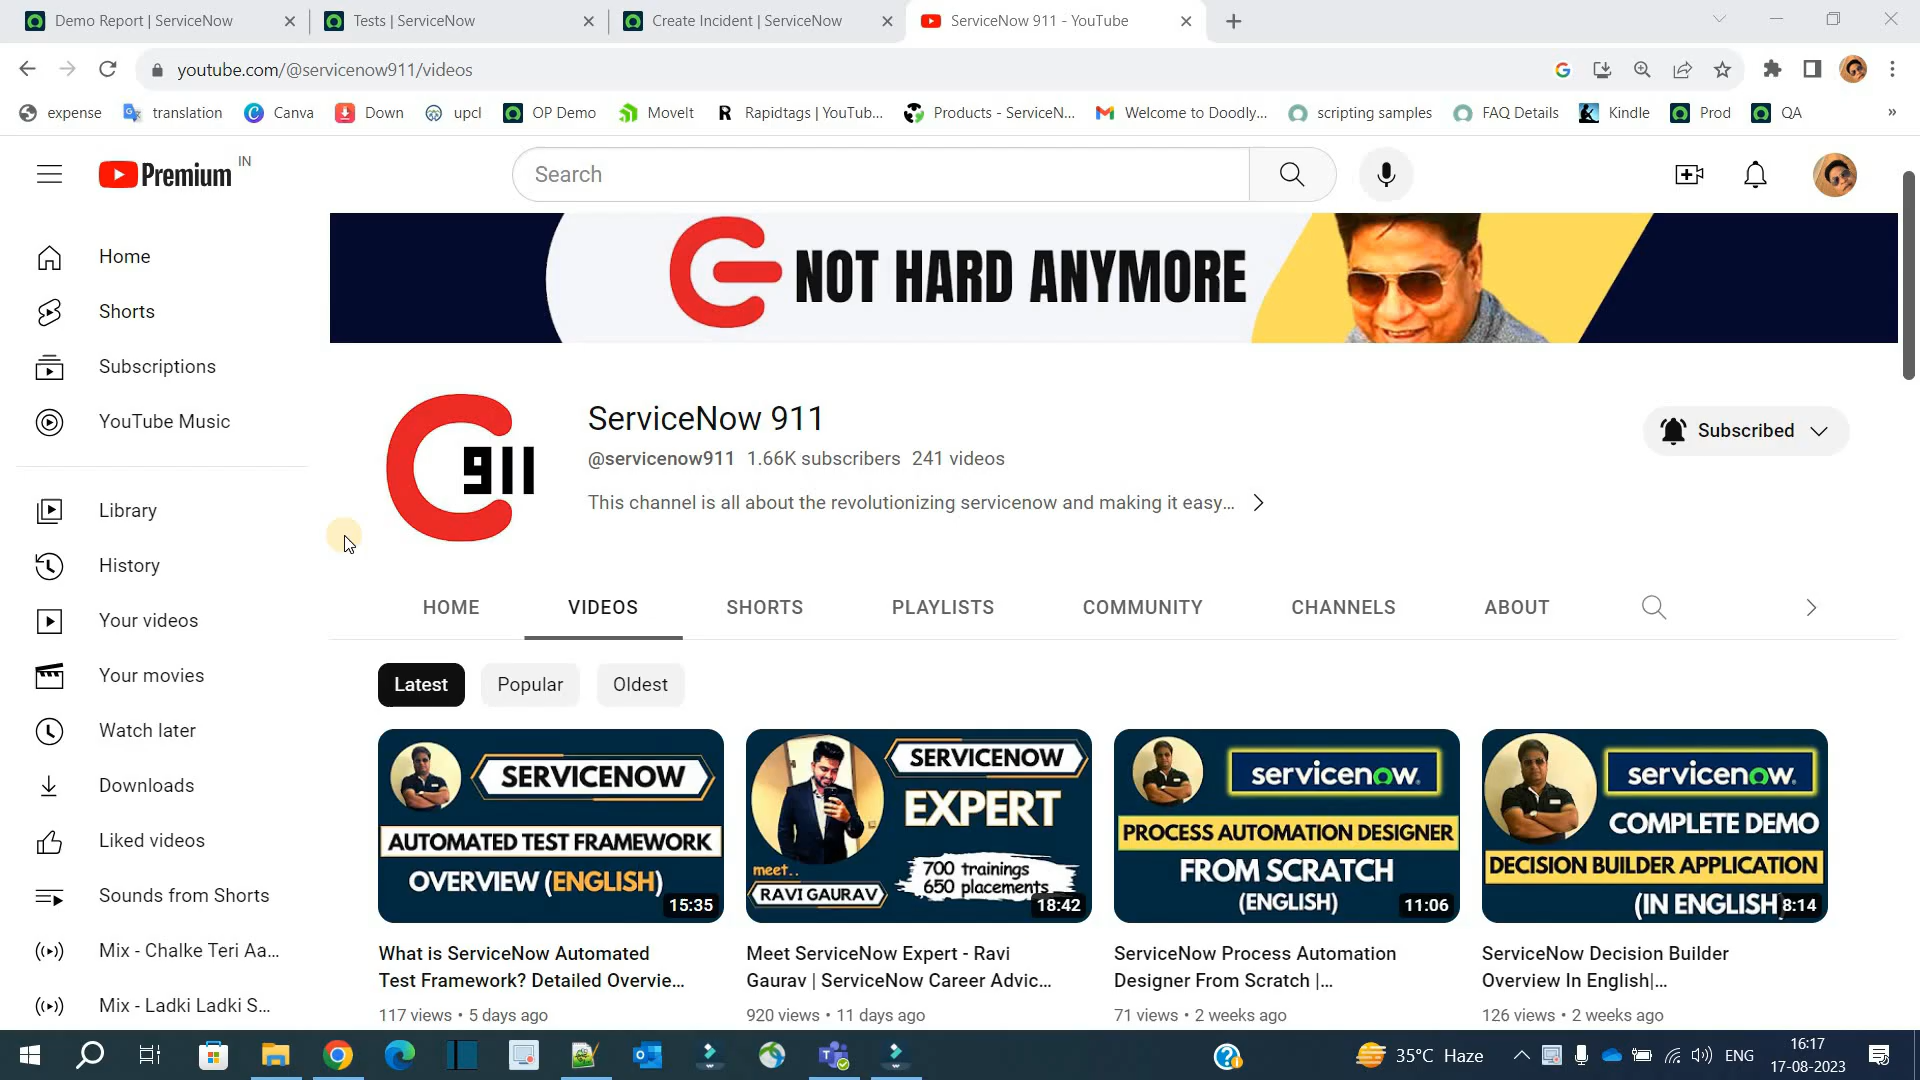 Demo Report | ServiceNow
Tests | ServiceNow
Create Incident | ServiceNow
ServiceNow 911 - YouTube
youtube.com/@servicenow911/videos
expense
translation
Canva
Down
upcl
OP Demo
MoveIt
Rapidtags | YouTub...
Products - ServiceN...
Welcome to Doodly...
scripting samples
FAQ Details
Kindle
Prod
QA
»
Premium
IN
Search
Home
Shorts
Subscriptions
YouTube Music
Library
History
Your videos
Your movies
Watch later
Downloads
Liked videos
Sounds from Shorts
Mix - Chalke Teri Aa...
Mix - Ladki Ladki S...
NOT HARD ANYMORE
911
ServiceNow 911
@servicenow911 1.66K subscribers 241 videos
This channel is all about the revolutionizing servicenow and making it easy...
Subscribed
HOME
VIDEOS
SHORTS
PLAYLISTS
COMMUNITY
CHANNELS
ABOUT
Latest
Popular
Oldest
SERVICENOW
AUTOMATED TEST FRAMEWORK
OVERVIEW (ENGLISH)
15:35
What is ServiceNow Automated
Test Framework? Detailed Overvie...
117 views • 5 days ago
SERVICENOW
EXPERT
meet..
RAVI GAURAV
700 trainings
650 placements
18:42
Meet ServiceNow Expert - Ravi
Gaurav | ServiceNow Career Advic...
920 views • 11 days ago
servicenow.
PROCESS AUTOMATION DESIGNER
FROM SCRATCH
(ENGLISH)
11:06
ServiceNow Process Automation
Designer From Scratch |...
71 views • 2 weeks ago
servicenow.
COMPLETE DEMO
DECISION BUILDER APPLICATION
(IN ENGLISH)
8:14
ServiceNow Decision Builder
Overview In English|...
126 views • 2 weeks ago
35°C Haze
ENG
16:17
17-08-2023